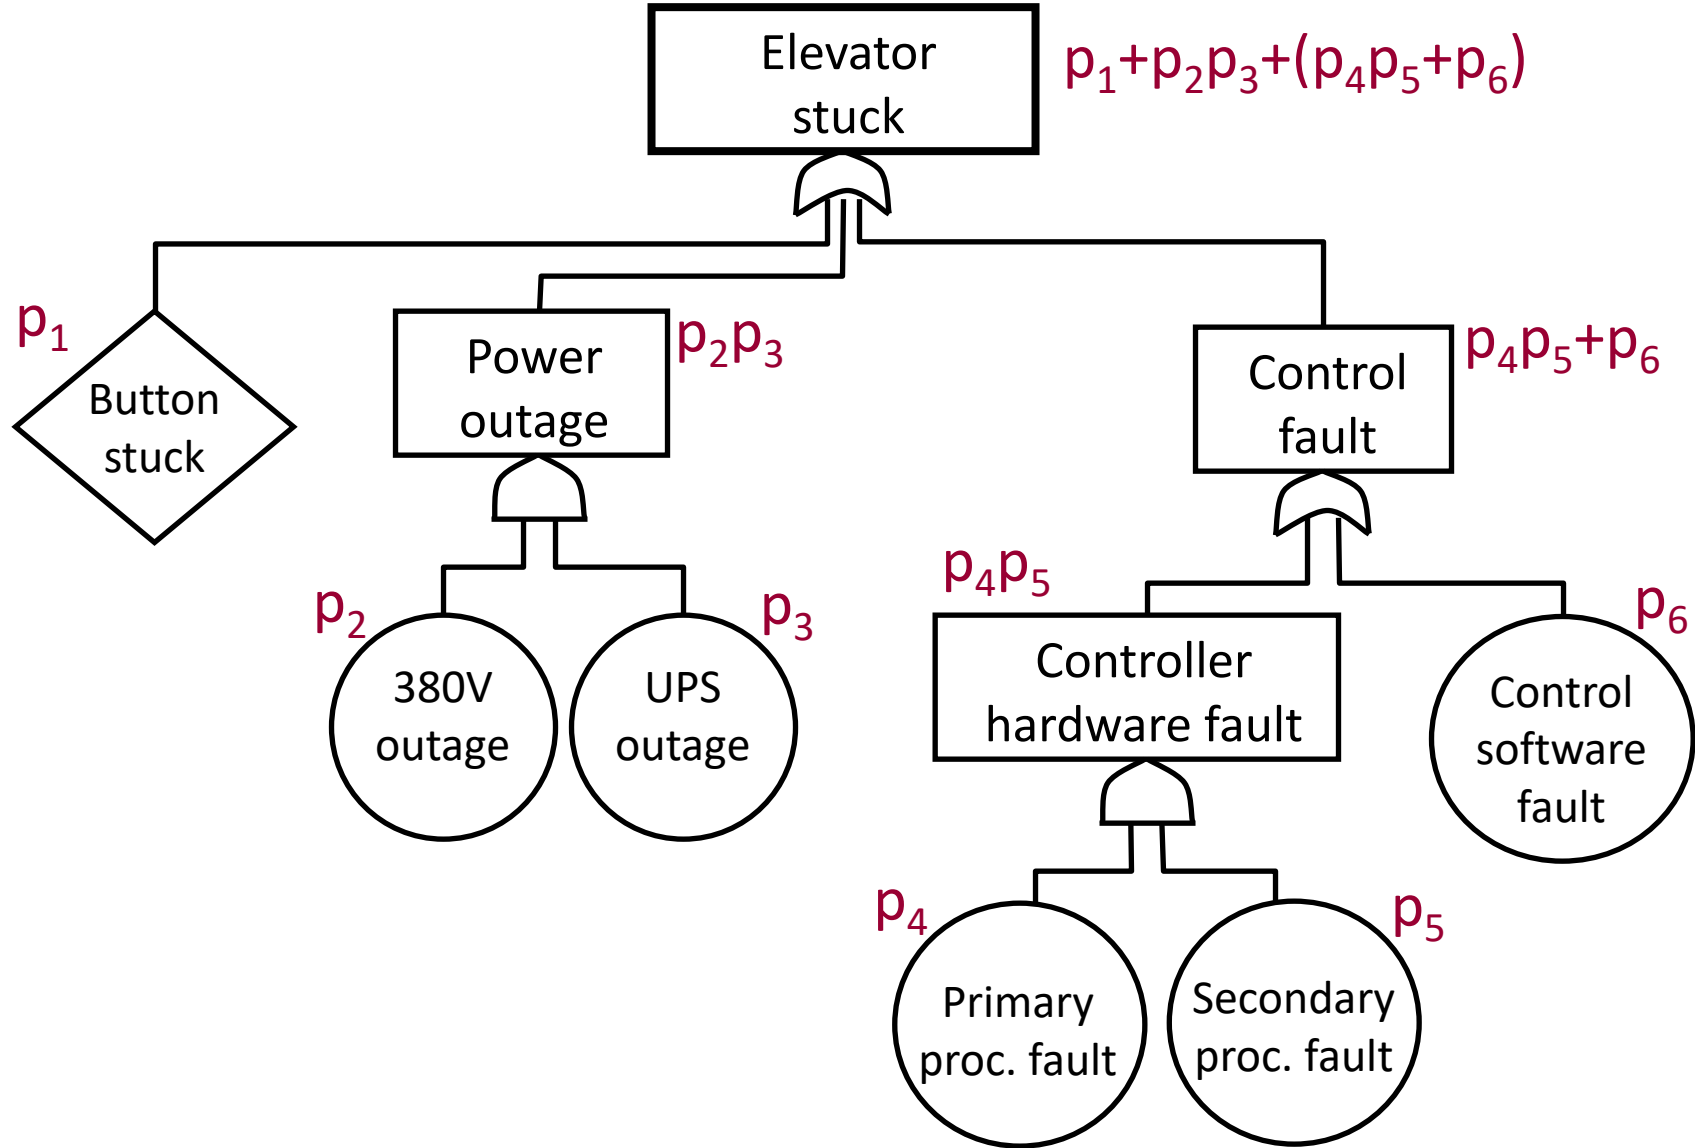 Elevator
stuck
p₁+p₂p₃+(p₄p₅+p₆)
p₁
Button
stuck
Power
outage
p₂p₃
Control
fault
p₄p₅+p₆
p₂
380V
outage
p₃
UPS
outage
p₄p₅
Controller
hardware fault
p₆
Control
software
fault
p₄
Primary
proc. fault
p₅
Secondary
proc. fault